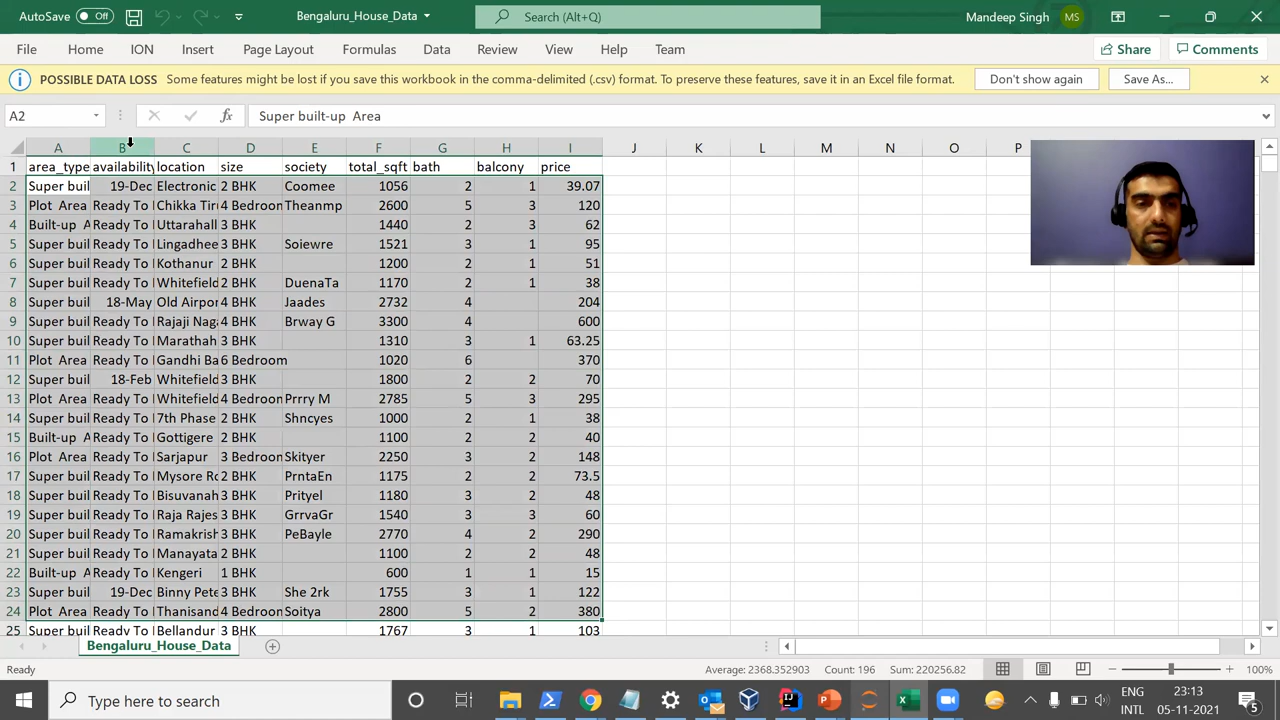 AutoSave Off Bengaluru_House_Data Search (Alt+Q) Mandeep Singh MS
File Home ION Insert Page Layout Formulas Data Review View Help Team Share Comments
POSSIBLE DATA LOSS Some features might be lost if you save this workbook in the comma-delimited (.csv) format. To preserve these features, save it in an Excel file format. Don't show again Save As...
A2 fx Super built-up Area
A B C D E F G H I J K L M N O P
1 area_type availability location size society total_sqft bath balcony price
2 Super buil 19-Dec Electronic 2 BHK Coomee 1056 2 1 39.07
3 Plot Area Ready To Chikka Tiru 4 Bedroom Theanmp 2600 5 3 120
4 Built-up A Ready To Uttarahall 3 BHK 1440 2 3 62
5 Super buil Ready To Lingadhee 3 BHK Soiewre 1521 3 1 95
6 Super buil Ready To Kothanur 2 BHK 1200 2 1 51
7 Super buil Ready To Whitefield 2 BHK DuenaTa 1170 2 1 38
8 Super buil 18-May Old Airpor 4 BHK Jaades 2732 4 204
9 Super buil Ready To Rajaji Naga 4 BHK Brway G 3300 4 600
10 Super buil Ready To Marathah 3 BHK 1310 3 1 63.25
11 Plot Area Ready To Gandhi Ba 6 Bedroom 1020 6 370
12 Super buil 18-Feb Whitefield 3 BHK 1800 2 2 70
13 Plot Area Ready To Whitefield 4 Bedroom Prrry M 2785 5 3 295
14 Super buil Ready To 7th Phase 2 BHK Shncyes 1000 2 1 38
15 Built-up A Ready To Gottigere 2 BHK 1100 2 2 40
16 Plot Area Ready To Sarjapur 3 Bedroom Skityer 2250 3 2 148
17 Super buil Ready To Mysore Ro 2 BHK PrntaEn 1175 2 2 73.5
18 Super buil Ready To Bisuvanah 3 BHK Prityel 1180 3 2 48
19 Super buil Ready To Raja Rajes 3 BHK GrrvaGr 1540 3 3 60
20 Super buil Ready To Ramakrish 3 BHK PeBayle 2770 4 2 290
21 Super buil Ready To Manayata 2 BHK 1100 2 2 48
22 Built-up A Ready To Kengeri 1 BHK 600 1 1 15
23 Super buil 19-Dec Binny Pete 3 BHK She 2rk 1755 3 1 122
24 Plot Area Ready To Thanisand 4 Bedroom Soitya 2800 5 2 380
25 Super buil Ready To Bellandur 3 BHK 1767 3 1 103
Bengaluru_House_Data
Ready Average: 2368.352903 Count: 196 Sum: 220256.82 100%
Type here to search ENG 23:13
INTL 05-11-2021 5